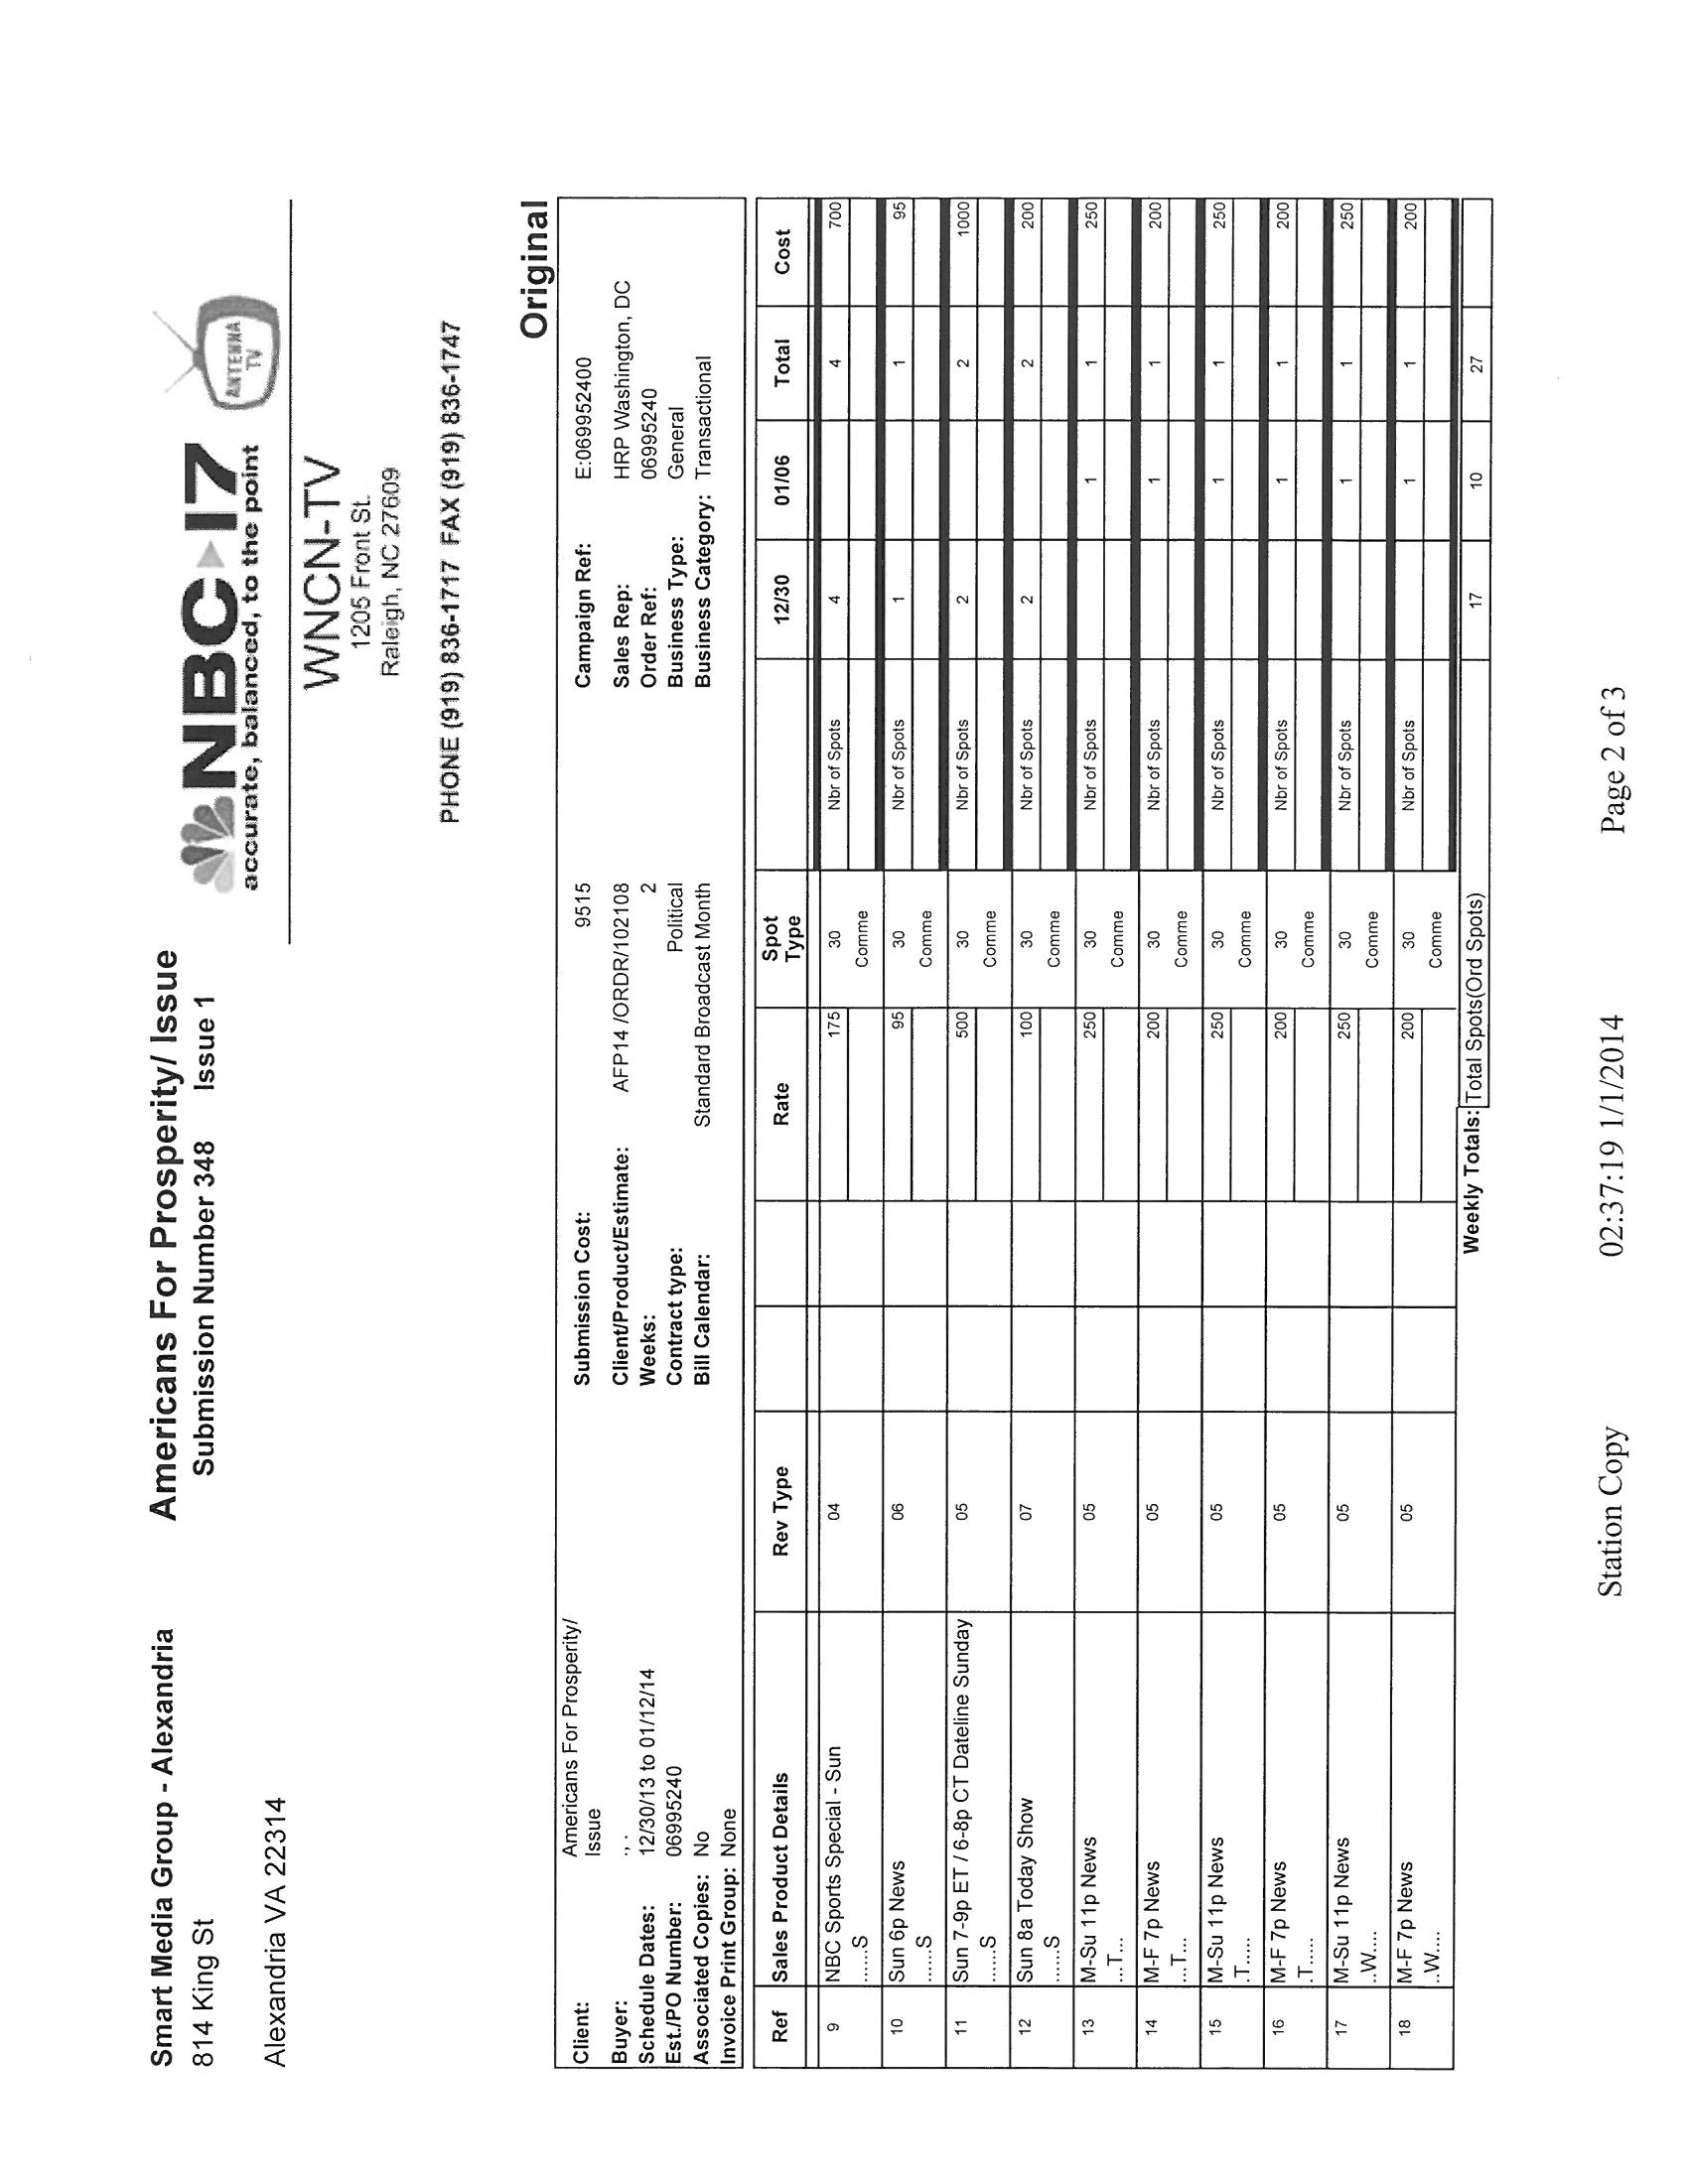 Smart Media Group - Alexandria
814 King St
Alexandria VA 22314
Americans For Prosperity/ Issue
Submission Number 348 Issue 1
NBC 17
accurate, balanced, to the point
ANTENNA
TV
WNCN-TV
1205 Front St.
Raleigh, NC 27609
PHONE (919) 836-1717 FAX (919) 836-1747
Original
Client: Americans For Prosperity/
Issue
Submission Cost: 9515
Campaign Ref: E:06995240​0
Buyer: ., .
Client/Product/Estimate: AFP14 /ORDR/102108
Sales Rep: HRP Washington, DC
Schedule Dates: 12/30/13 to 01/12/14
Weeks: 2
Order Ref: 06995240
Est./PO Number: 06995240
Contract type: Political
Business Type: General
Associated Copies: No
Bill Calendar: Standard Broadcast Month
Business Category: Transactional
Invoice Print Group: None
Ref Sales Product Details Rev Type Rate Spot Type 12/30 01/06 Total Cost
9 NBC Sports Special - Sun 04 175 30 Nbr of Spots 4 4 700
......S Comme
10 Sun 6p News 06 95 30 Nbr of Spots 1 1 95
......S Comme
11 Sun 7-9p ET / 6-8p CT Dateline Sunday 05 500 30 Nbr of Spots 2 2 1000
......S Comme
12 Sun 8a Today Show 07 100 30 Nbr of Spots 2 2 200
......S Comme
13 M-Su 11p News 05 250 30 Nbr of Spots 1 1 250
...T... Comme
14 M-F 7p News 05 200 30 Nbr of Spots 1 1 200
...T... Comme
15 M-Su 11p News 05 250 30 Nbr of Spots 1 1 250
.T..... Comme
16 M-F 7p News 05 200 30 Nbr of Spots 1 1 200
.T..... Comme
17 M-Su 11p News 05 250 30 Nbr of Spots 1 1 250
..W.... Comme
18 M-F 7p News 05 200 30 Nbr of Spots 1 1 200
..W.... Comme
Weekly Totals: Total Spots(Ord Spots) 17 10 27
Station Copy 02:37:19 1/1/2014 Page 2 of 3